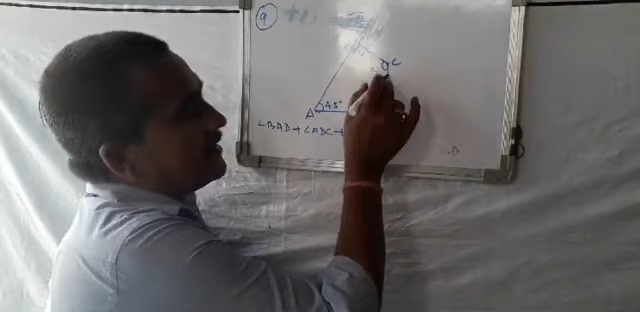 9
C
x
A 45°
∠BAD + ∠ADC +
D